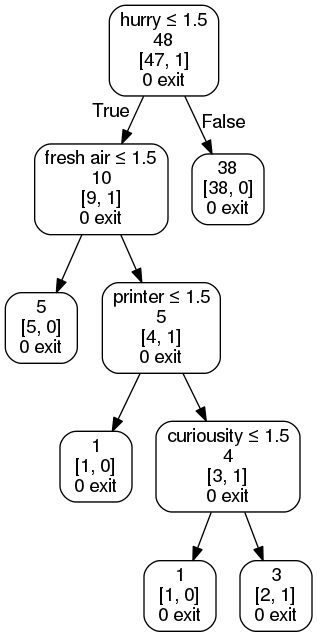 hurry ≤ 1.5
48
[47, 1]
0 exit
True
False
fresh air ≤ 1.5
10
[9, 1]
0 exit
38
[38, 0]
0 exit
5
[5, 0]
0 exit
printer ≤ 1.5
5
[4, 1]
0 exit
1
[1, 0]
0 exit
curiousity ≤ 1.5
4
[3, 1]
0 exit
1
[1, 0]
0 exit
3
[2, 1]
0 exit